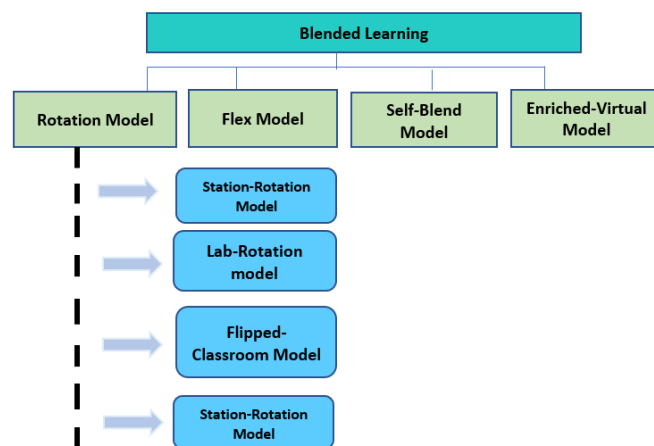 Blended Learning
Rotation Model
Flex Model
Self-Blend
Model
Enriched-Virtual
Model
Station-Rotation
Model
Lab-Rotation
model
Flipped-
Classroom Model
Station-Rotation
Model